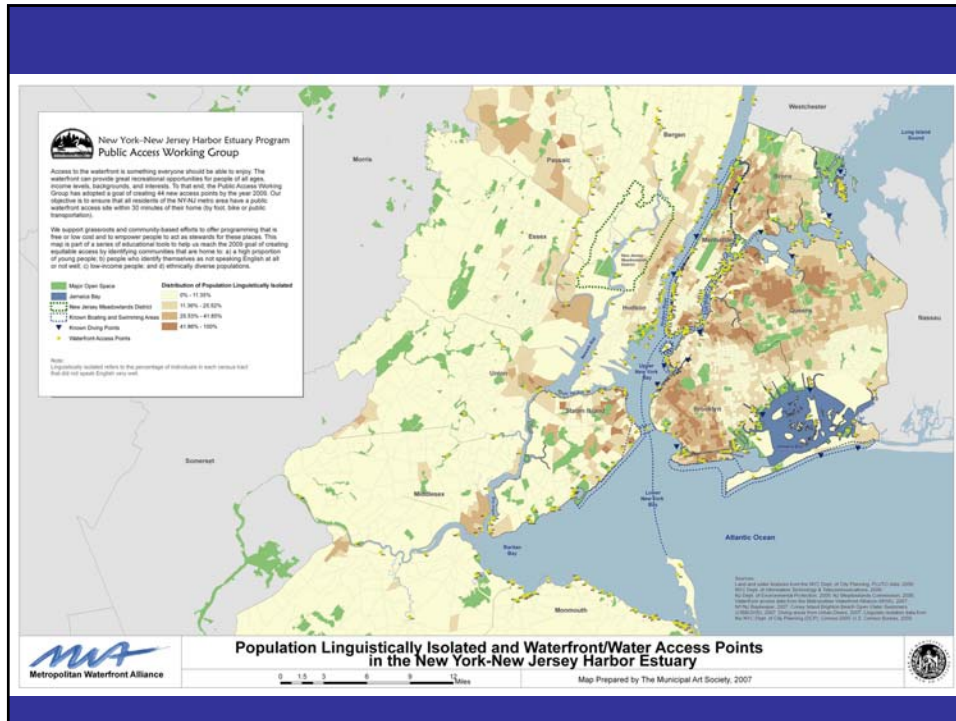 New York-New Jersey Harbor Estuary Program
Public Access Working Group
Access to the waterfront is something everyone should be able to enjoy. The
waterfront can provide great recreational opportunities for people of all ages,
income levels, backgrounds, and interests. To that end, the Public Access Working
Group has adopted a goal of creating 44 new access points by the year 2009. Our
objective is to ensure that all residents of the NY-NJ metro area have a public
waterfront access site within 30 minutes of their home (by foot, bike or public
transportation).
We support grassroots and community-based efforts to offer programming that is
free or low cost and to empower people to act as stewards for these places. This
map is part of a series of educational tools to help us reach the 2009 goal of creating
equitable access by identifying communities that are home to: a) a high proportion
of young people; b) people who identify themselves as not speaking English at all
or not well; c) low-income people; and d) ethnically diverse populations.
Major Open Space
Jamaica Bay
New Jersey Meadowlands District
Known Boating and Swimming Areas
Known Diving Points
Waterfront Access Points
Distribution of Population Linguistically Isolated
0% - 11.35%
11.36% - 25.52%
25.53% - 41.85%
41.86% - 100%
Note:
Linguistically isolated refers to the percentage of individuals in each census tract
that did not speak English very well.
Westchester
Long Island
Sound
Bergen
Passaic
Morris
Bronx
Essex
Manhattan
New Jersey
Meadowlands
District
Hudson
Queens
Nassau
Newark Bay
Union
Upper
New York
Bay
Staten Island
Brooklyn
Somerset
Middlesex
Lower
New York
Bay
Raritan
Bay
Atlantic Ocean
Monmouth
Sources:
MWA
Metropolitan Waterfront Alliance
Population Linguistically Isolated and Waterfront/Water Access Points
in the New York-New Jersey Harbor Estuary
0 1.5 3 6 9 12
Miles
Map Prepared by The Municipal Art Society, 2007